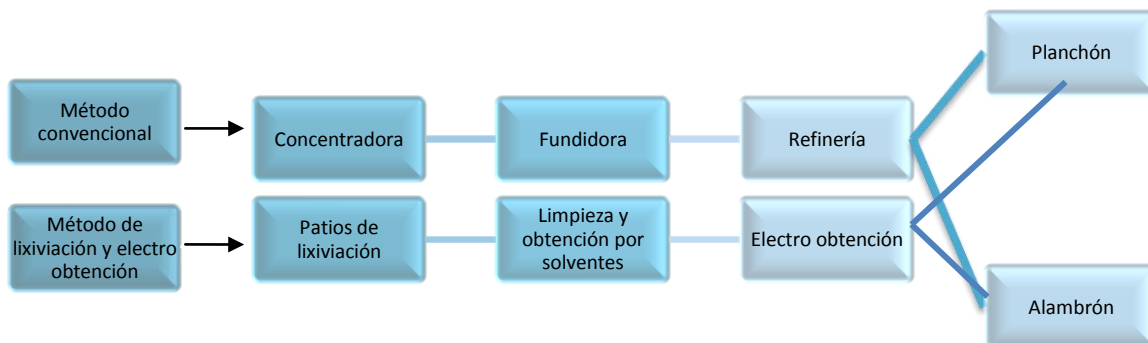 Método
convencional
Concentradora
Fundidora
Refinería
Planchón
Método de
lixiviación y electro
obtención
Patios de
lixiviación
Limpieza y
obtención por
solventes
Electro obtención
Alambrón